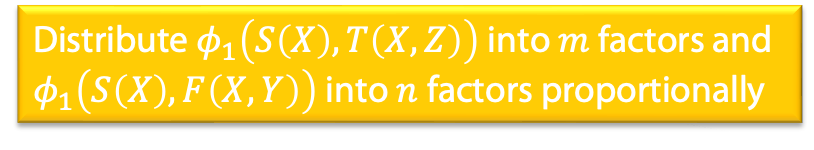 Distribute 𝜙₁(𝑆(𝑋), 𝑇(𝑋, 𝑍)) into 𝑚 factors and
𝜙₁(𝑆(𝑋), 𝐹(𝑋, 𝑌)) into 𝑛 factors proportionally